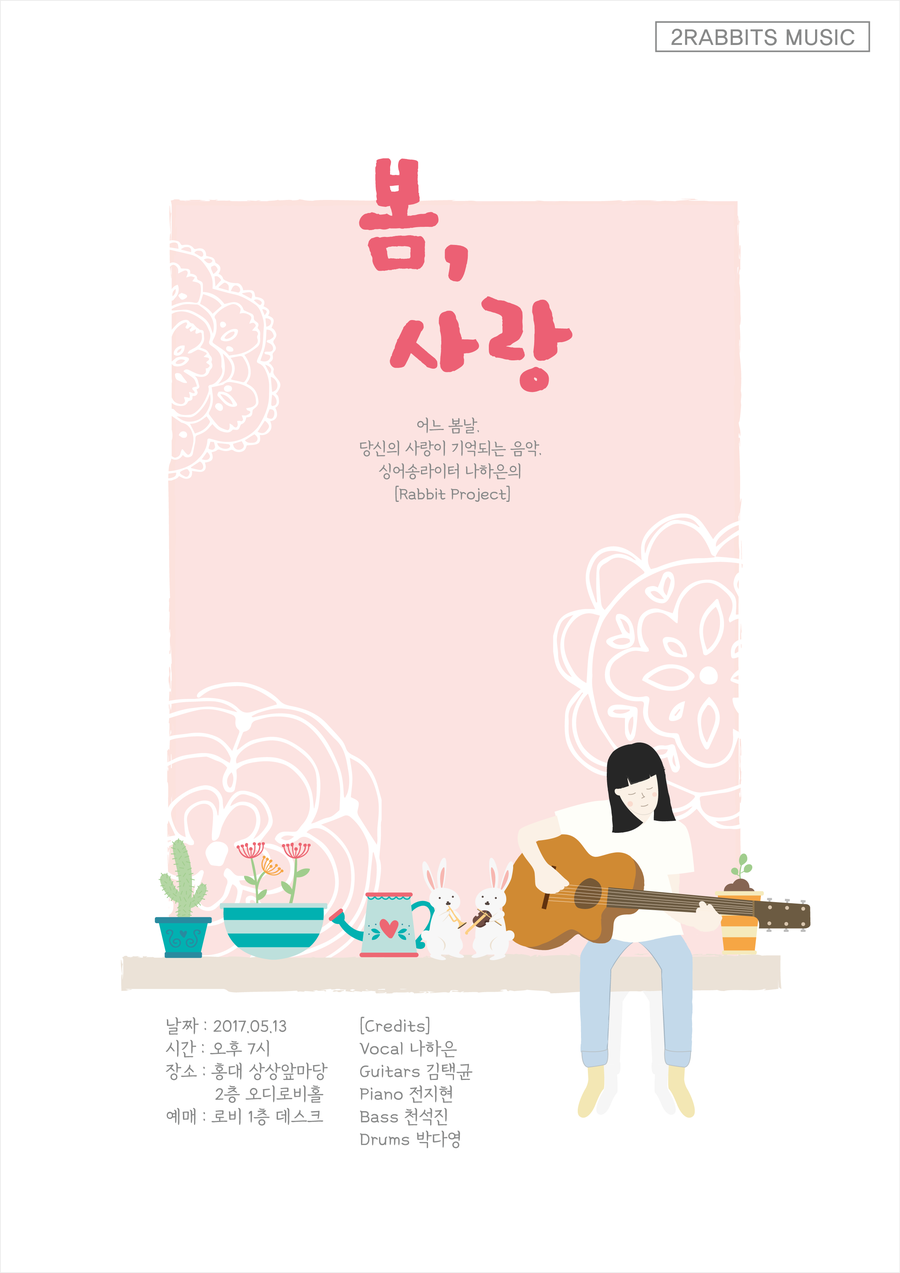 2RABBITS MUSIC
봄,
사랑
어느 봄날.
당신의 사랑이 기억되는 음악.
싱어송라이터 나하은의
[Rabbit Project]
날짜 : 2017.05.13
시간 : 오후 7시
장소 : 홍대 상상앞마당
2층 오디로비홀
예매 : 로비 1층 데스크
[Credits]
Vocal 나하은
Guitars 김택균
Piano 전지현
Bass 천석진
Drums 박다영